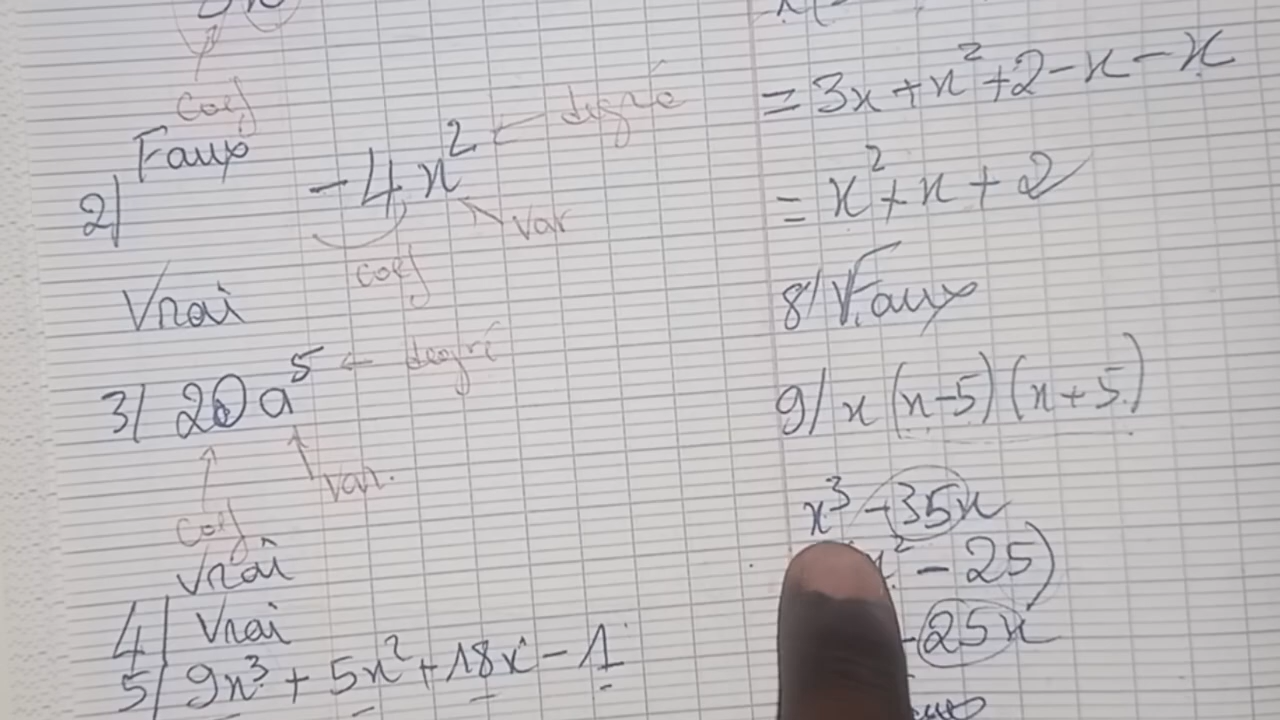 coef
Faux
2/ -4x² ← degré
var
coef
Vrai
3/ 20a⁵ ← degré
var.
coef
Vrai
4/ Vrai
5/ 9x³ + 5x² + 18x - 1
= 3x + x² + 2 - x - x
= x² + x + 2
8/ Faux
9/ x(x-5)(x+5)
x³ - 35x
x² - 25)
-25x